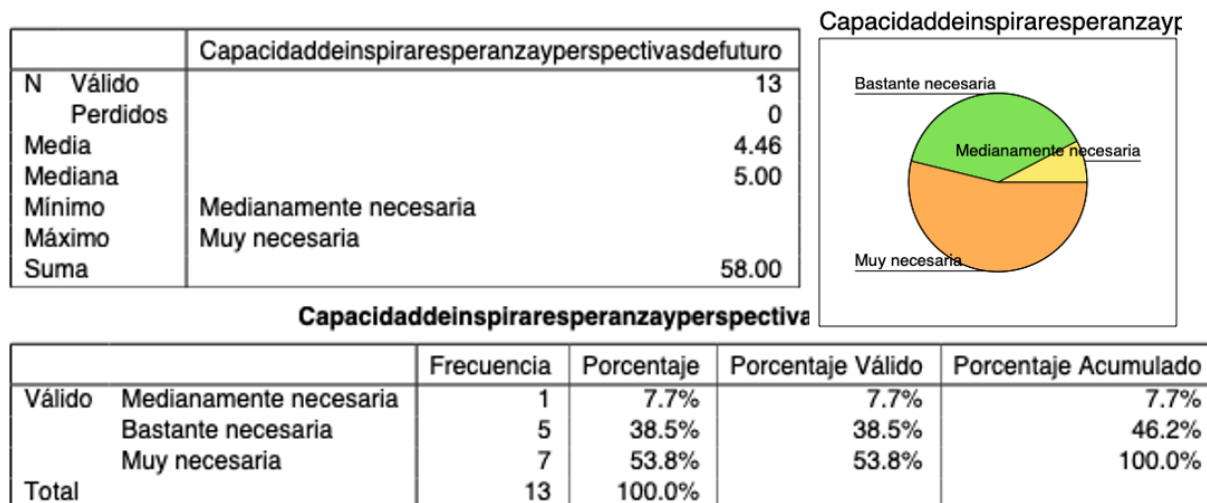 Capacidaddeinspiraresperanzayperspectivasdefuturo
N Válido 13
Perdidos 0
Media 4.46
Mediana 5.00
Mínimo Medianamente necesaria
Máximo Muy necesaria
Suma 58.00
Capacidaddeinspiraresperanzayp
Bastante necesaria
Medianamente necesaria
Muy necesaria
Capacidaddeinspiraresperanzayperspectiva
Frecuencia Porcentaje Porcentaje Válido Porcentaje Acumulado
Válido Medianamente necesaria 1 7.7% 7.7% 7.7%
Bastante necesaria 5 38.5% 38.5% 46.2%
Muy necesaria 7 53.8% 53.8% 100.0%
Total 13 100.0%